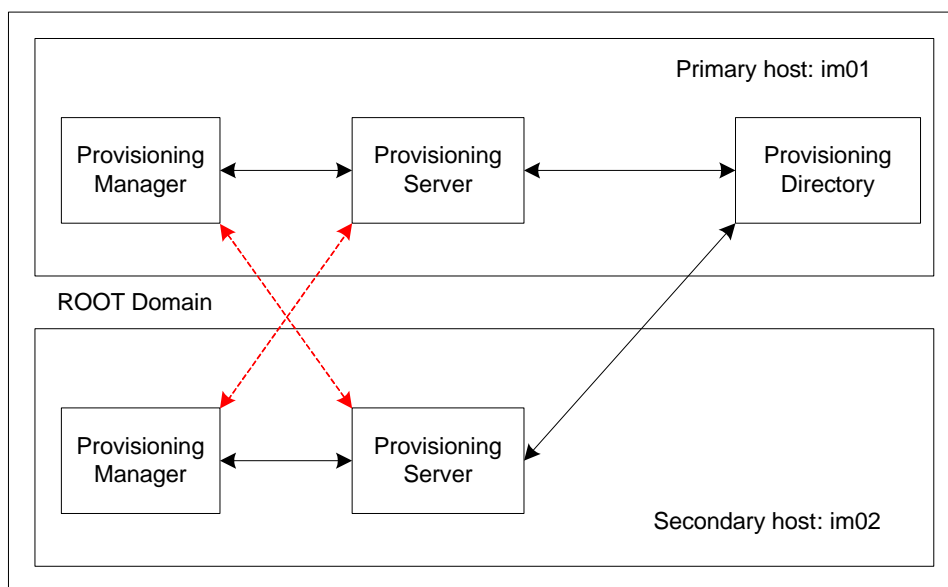 Primary host: im01
Provisioning
Manager
Provisioning
Server
Provisioning
Directory
ROOT Domain
Provisioning
Manager
Provisioning
Server
Secondary host: im02